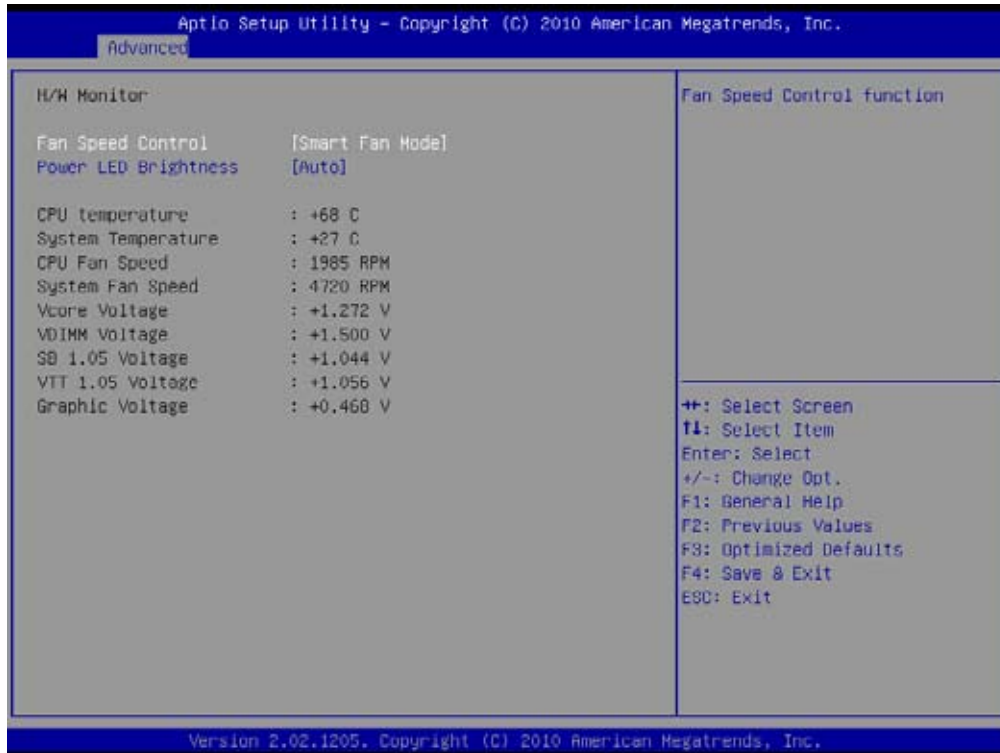 Aptio Setup Utility – Copyright (C) 2010 American Megatrends, Inc.
Advanced
H/W Monitor
Fan Speed Control [Smart Fan Mode]
Power LED Brightness [Auto]
CPU temperature : +68 C
System Temperature : +27 C
CPU Fan Speed : 1985 RPM
System Fan Speed : 4720 RPM
Vcore Voltage : +1.272 V
VDIMM Voltage : +1.500 V
SB 1.05 Voltage : +1.044 V
VTT 1.05 Voltage : +1.056 V
Graphic Voltage : +0.468 V
Fan Speed Control function
→←: Select Screen
↑↓: Select Item
Enter: Select
+/-: Change Opt.
F1: General Help
F2: Previous Values
F3: Optimized Defaults
F4: Save & Exit
ESC: Exit
Version 2.02.1205. Copyright (C) 2010 American Megatrends, Inc.